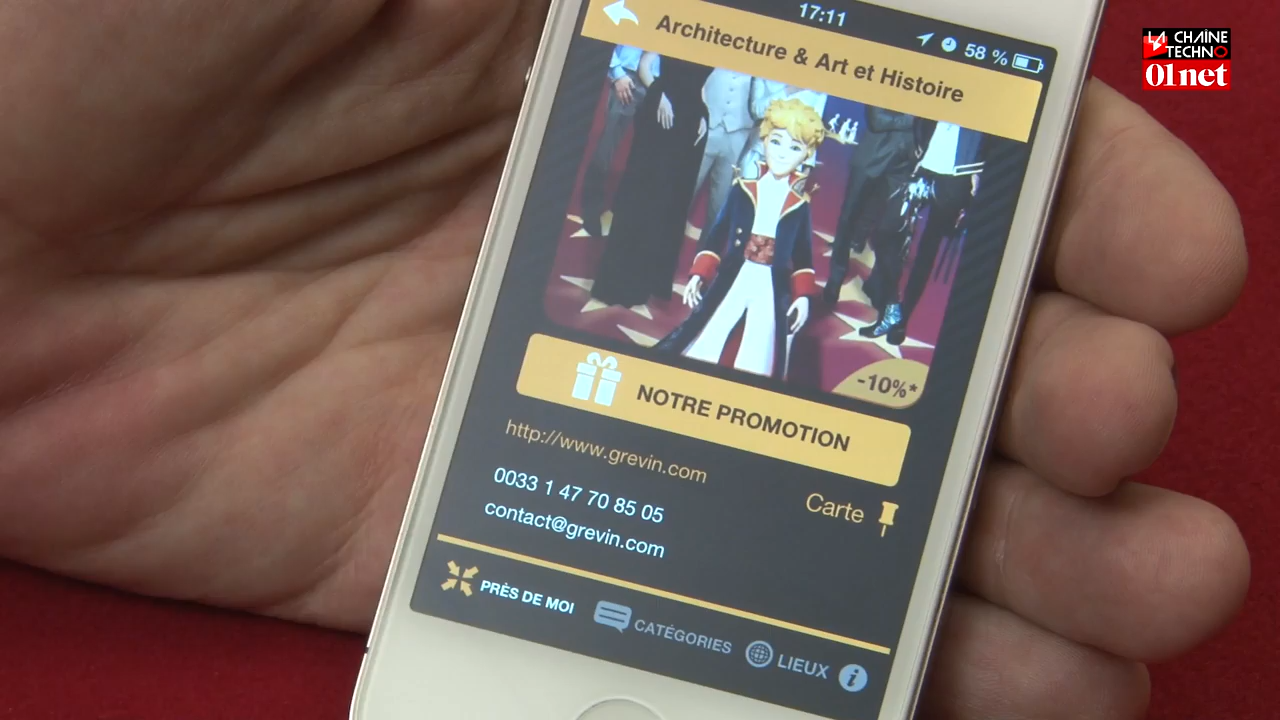 17:11
58 %
Architecture & Art et Histoire
-10%*
NOTRE PROMOTION
http://www.grevin.com
0033 1 47 70 85 05
contact@grevin.com
Carte
PRÈS DE MOI
CATÉGORIES
LIEUX
i
LA CHAÎNE
TECHNO
01net